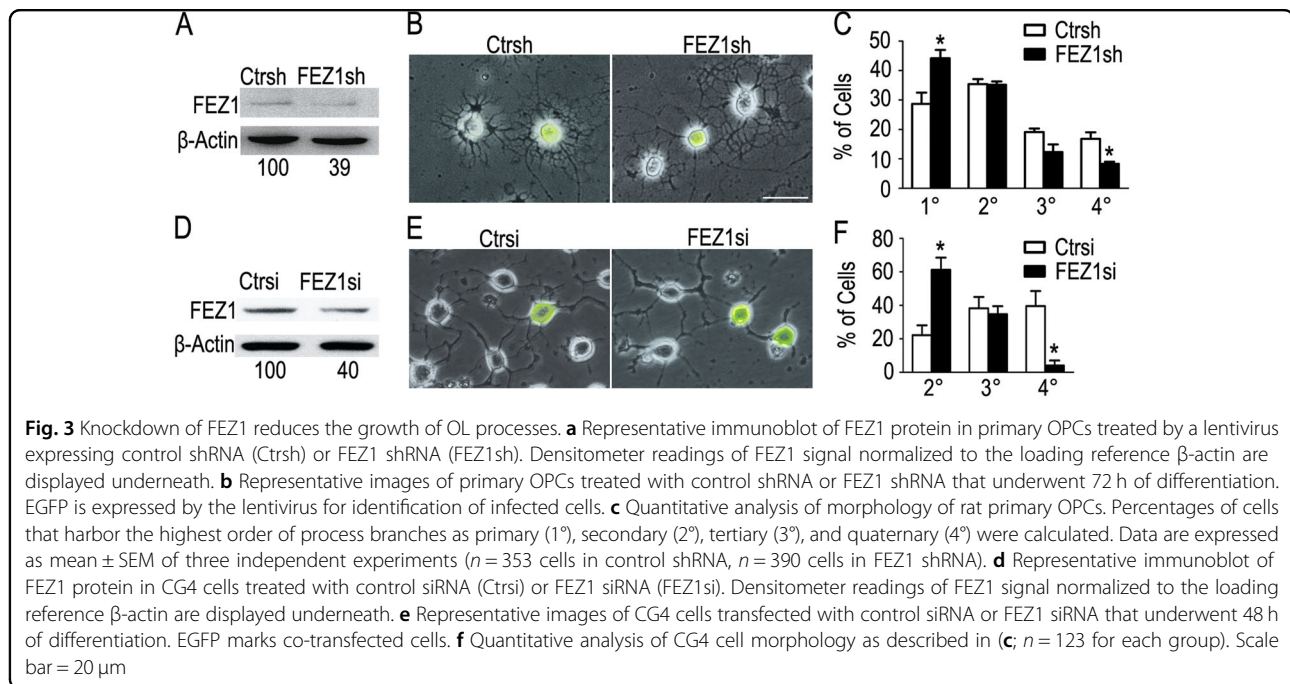 A
Ctrsh FEZ1sh
FEZ1
β-Actin
100 39
B
Ctrsh FEZ1sh
C
Ctrsh
FEZ1sh
% of Cells
50
40
30
20
10
0
* *
1° 2° 3° 4°
D
Ctrsi FEZ1si
FEZ1
β-Actin
100 40
E
Ctrsi FEZ1si
F
Ctrsi
FEZ1si
% of Cells
80
60
40
20
0
* *
2° 3° 4°
Fig. 3 Knockdown of FEZ1 reduces the growth of OL processes. a Representative immunoblot of FEZ1 protein in primary OPCs treated by a lentivirus
expressing control shRNA (Ctrsh) or FEZ1 shRNA (FEZ1sh). Densitometer readings of FEZ1 signal normalized to the loading reference β-actin are
displayed underneath. b Representative images of primary OPCs treated with control shRNA or FEZ1 shRNA that underwent 72 h of differentiation.
EGFP is expressed by the lentivirus for identification of infected cells. c Quantitative analysis of morphology of rat primary OPCs. Percentages of cells
that harbor the highest order of process branches as primary (1°), secondary (2°), tertiary (3°), and quaternary (4°) were calculated. Data are expressed
as mean ± SEM of three independent experiments (n = 353 cells in control shRNA, n = 390 cells in FEZ1 shRNA). d Representative immunoblot of
FEZ1 protein in CG4 cells treated with control siRNA (Ctrsi) or FEZ1 siRNA (FEZ1si). Densitometer readings of FEZ1 signal normalized to the loading
reference β-actin are displayed underneath. e Representative images of CG4 cells transfected with control siRNA or FEZ1 siRNA that underwent 48 h
of differentiation. EGFP marks co-transfected cells. f Quantitative analysis of CG4 cell morphology as described in (c; n = 123 for each group). Scale
bar = 20 μm